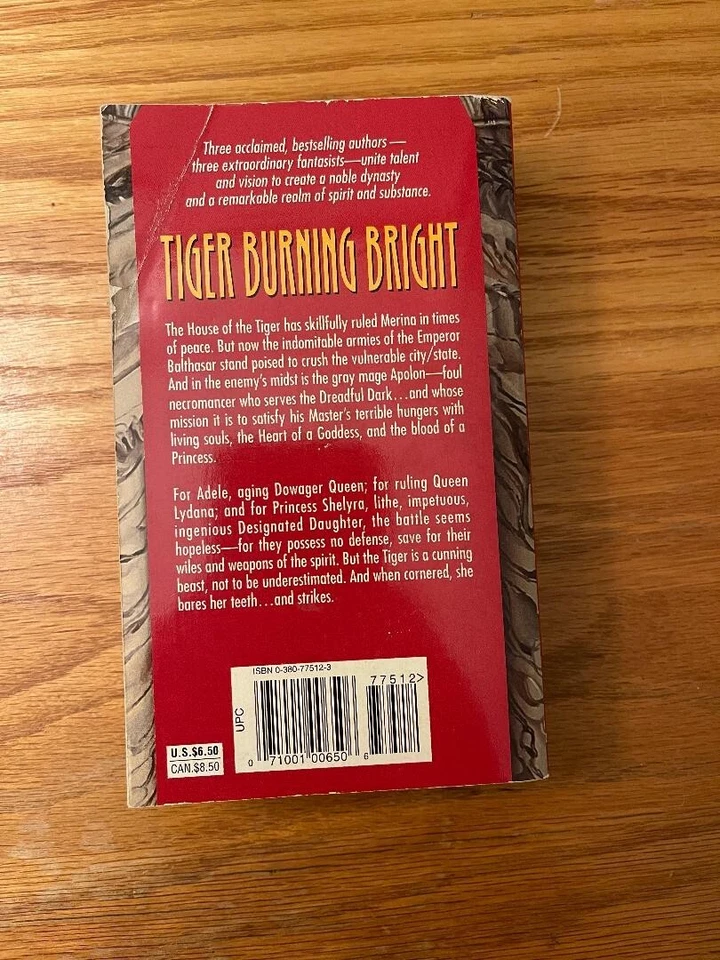 Three acclaimed, bestselling authors —
three extraordinary fantasists—unite talent
and vision to create a noble dynasty
and a remarkable realm of spirit and substance.
TIGER BURNING BRIGHT
The House of the Tiger has skillfully ruled Merina in times
of peace. But now the indomitable armies of the Emperor
Balthasar stand poised to crush the vulnerable city/state.
And in the enemy's midst is the gray mage Apolon—foul
necromancer who serves the Dreadful Dark...and whose
mission it is to satisfy his Master's terrible hungers with
living souls, the Heart of a Goddess, and the blood of a
Princess.
For Adele, aging Dowager Queen; for ruling Queen
Lydana; and for Princess Shelyra, lithe, impetuous,
ingenious Designated Daughter, the battle seems
hopeless—for they possess no defense, save for their
wiles and weapons of the spirit. But the Tiger is a cunning
beast, not to be underestimated. And when cornered, she
bares her teeth...and strikes.
ISBN 0-380-77512-3
77512>
UPC
0 71001 00650 6
U.S.$6.50
CAN.$8.50